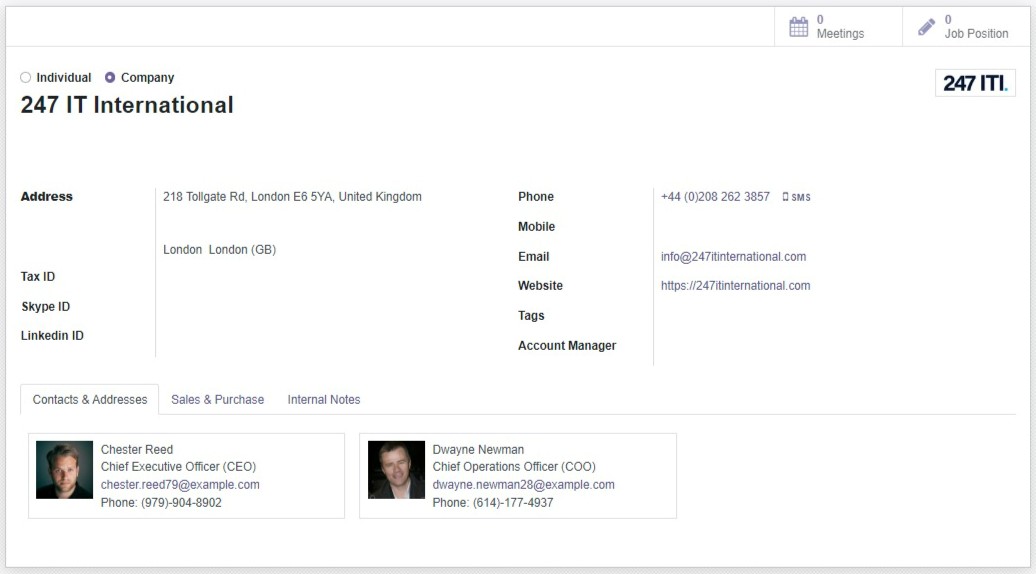 0
Meetings
0
Job Position
Individual Company
247 ITI.
247 IT International
Address 218 Tollgate Rd, London E6 5YA, United Kingdom
London London (GB)
Tax ID
Skype ID
Linkedin ID
Phone +44 (0)208 262 3857 SMS
Mobile
Email info@247itinternational.com
Website https://247itinternational.com
Tags
Account Manager
Contacts & Addresses Sales & Purchase Internal Notes
Chester Reed
Chief Executive Officer (CEO)
chester.reed79@example.com
Phone: (979)-904-8902
Dwayne Newman
Chief Operations Officer (COO)
dwayne.newman28@example.com
Phone: (614)-177-4937